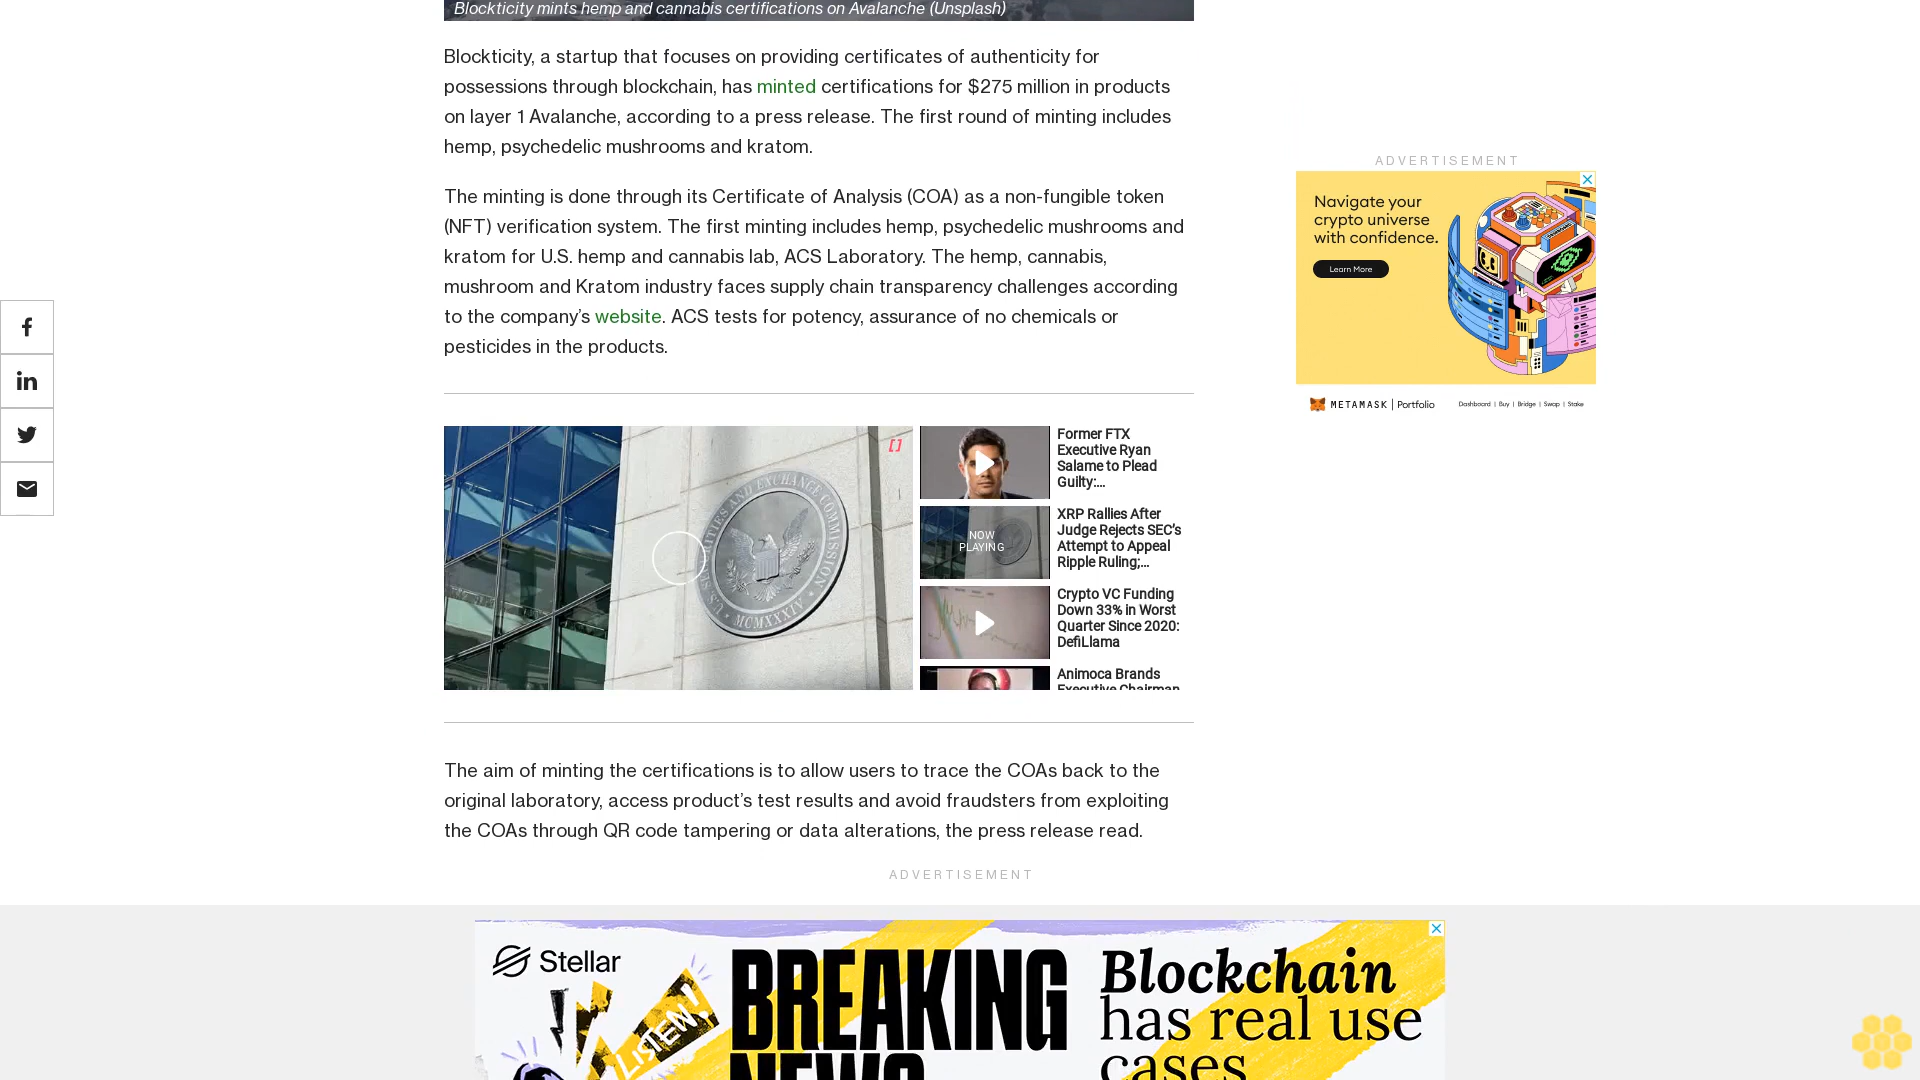 Blockticity mints hemp and cannabis certifications on Avalanche (Unsplash)
Blockticity, a startup that focuses on providing certificates of authenticity for
possessions through blockchain, has minted certifications for $275 million in products
on layer 1 Avalanche, according to a press release. The first round of minting includes
hemp, psychedelic mushrooms and kratom.
The minting is done through its Certificate of Analysis (COA) as a non-fungible token
(NFT) verification system. The first minting includes hemp, psychedelic mushrooms and
kratom for U.S. hemp and cannabis lab, ACS Laboratory. The hemp, cannabis,
mushroom and Kratom industry faces supply chain transparency challenges according
to the company’s website. ACS tests for potency, assurance of no chemicals or
pesticides in the products.
U.S. SECURITIES AND EXCHANGE COMMISSION
MCMXXXIV
Former FTX
Executive Ryan
Salame to Plead
Guilty:...
NOW
PLAYING
XRP Rallies After
Judge Rejects SEC’s
Attempt to Appeal
Ripple Ruling;...
Crypto VC Funding
Down 33% in Worst
Quarter Since 2020:
DefiLlama
Animoca Brands
Executive Chairman
The aim of minting the certifications is to allow users to trace the COAs back to the
original laboratory, access product’s test results and avoid fraudsters from exploiting
the COAs through QR code tampering or data alterations, the press release read.
ADVERTISEMENT
Navigate your
crypto universe
with confidence.
Learn More
METAMASK | Portfolio
Dashboard | Buy | Bridge | Swap | Stake
ADVERTISEMENT
Stellar
LISTEN!
BREAKING
NEWS
Blockchain
has real use
cases